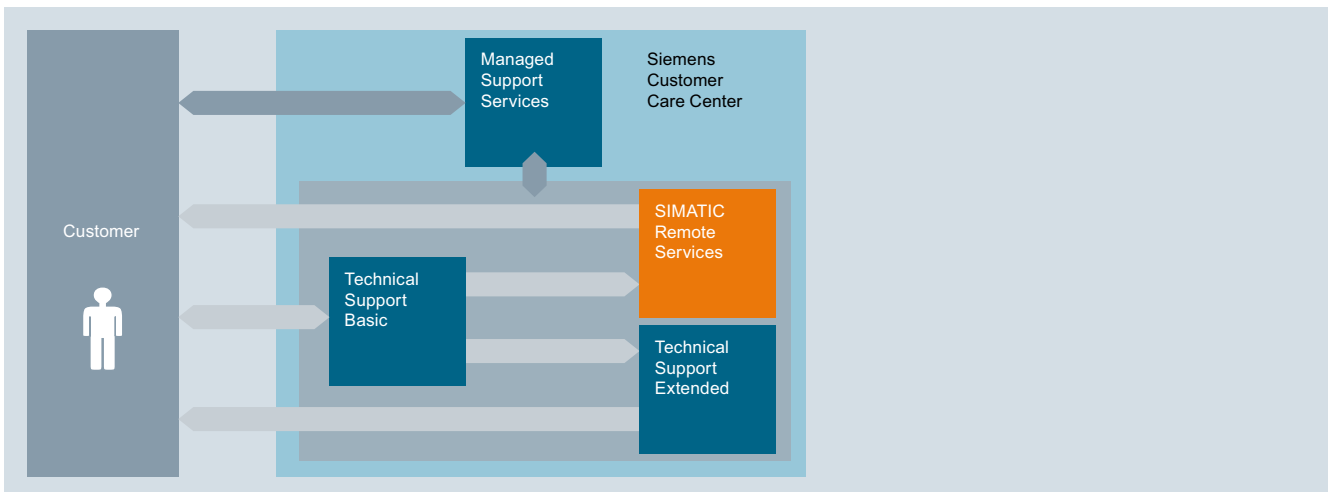 Managed
Support
Services
Siemens
Customer
Care Center
Customer
SIMATIC
Remote
Services
Technical
Support
Basic
Technical
Support
Extended